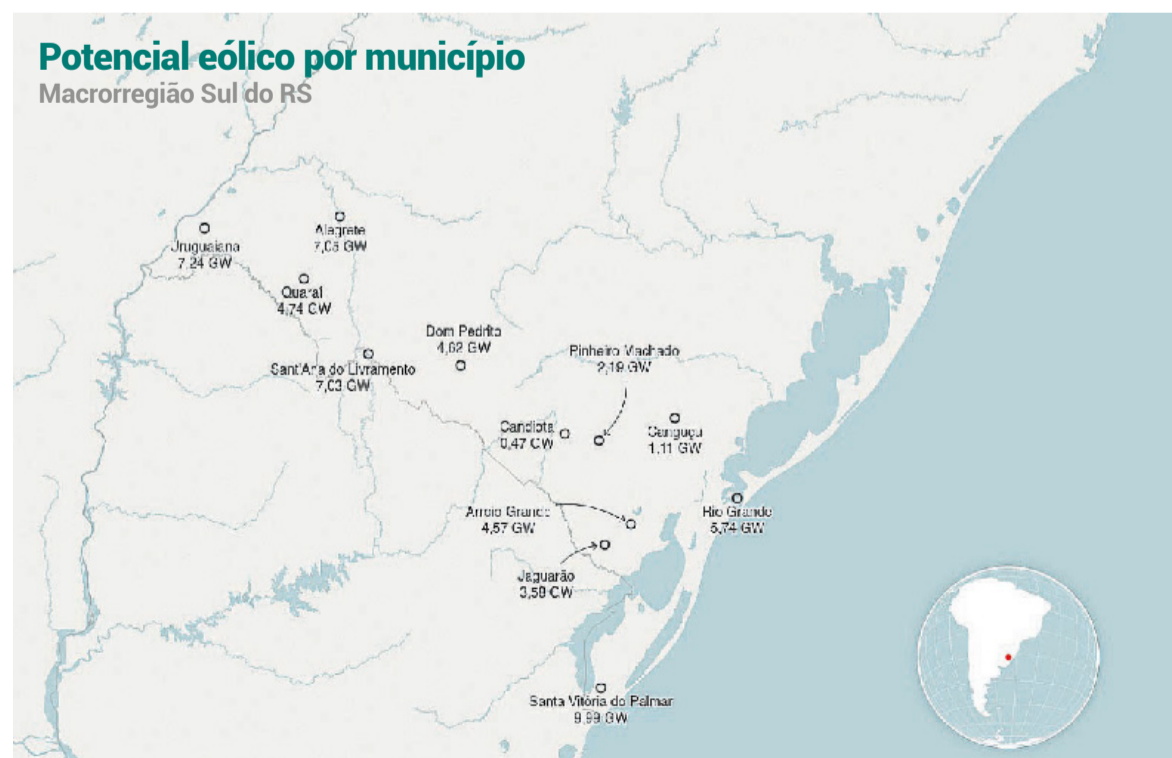 Potencial eólico por município
Macrorregião Sul do RS
Uruguaiana
7,24 GW
Alegrete
7,05 GW
Quaraí
4,74 GW
Sant'Ana do Livramento
7,03 GW
Dom Pedrito
4,62 GW
Pinheiro Machado
2,19 GW
Candiota
0,47 GW
Canguçu
1,11 GW
Arroio Grande
4,57 GW
Rio Grande
5,74 GW
Jaguarão
3,58 GW
Santa Vitória do Palmar
9,99 GW